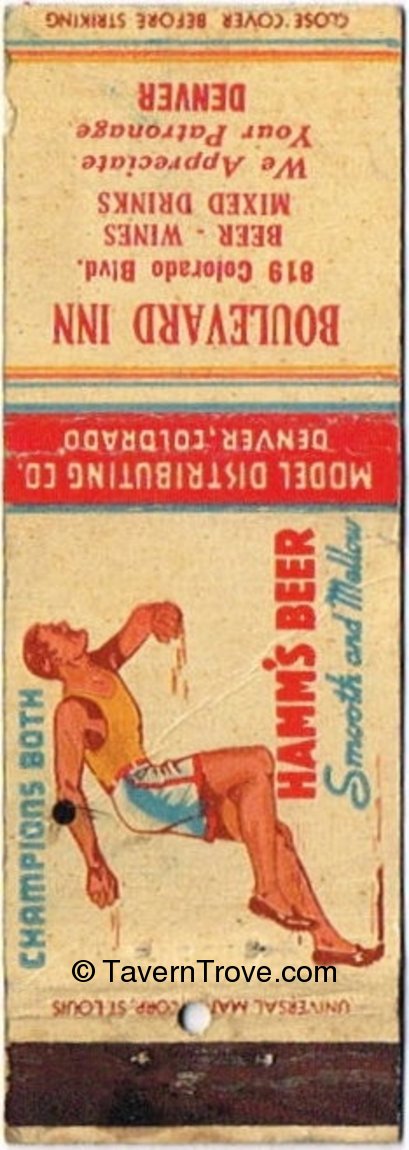 CLOSE COVER BEFORE STRIKING
BOULEVARD INN
819 Colorado Blvd.
BEER - WINES
MIXED DRINKS
We Appreciate
Your Patronage
DENVER
MODEL DISTRIBUTING CO.
DENVER, COLORADO
CHAMPIONS BOTH
HAMM'S BEER
Smooth and Mellow
© TavernTrove.com
UNIVERSAL CORP., ST. LOUIS